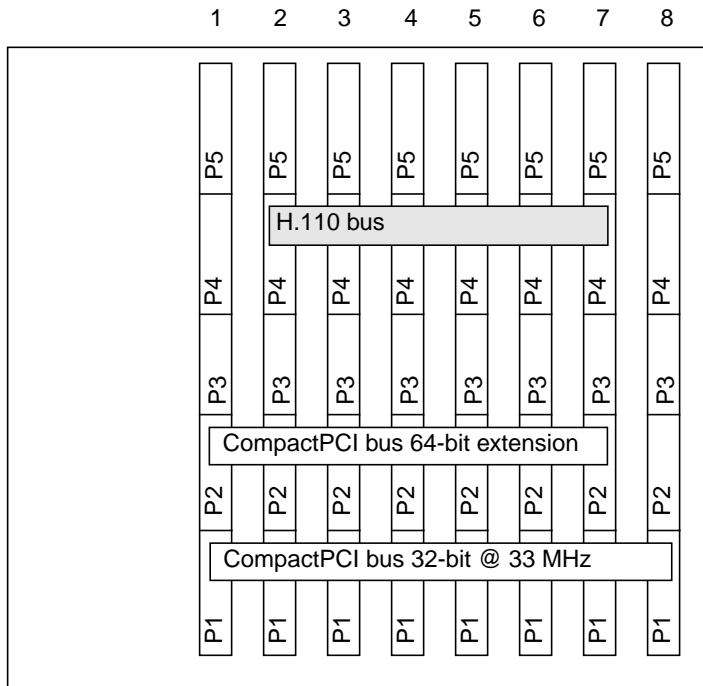 1 2 3 4 5 6 7 8
P5 P5 P5 P5 P5 P5 P5 P5
H.110 bus
P4 P4 P4 P4 P4 P4 P4 P4
P3 P3 P3 P3 P3 P3 P3 P3
CompactPCI bus 64-bit extension
P2 P2 P2 P2 P2 P2 P2 P2
CompactPCI bus 32-bit @ 33 MHz
P1 P1 P1 P1 P1 P1 P1 P1